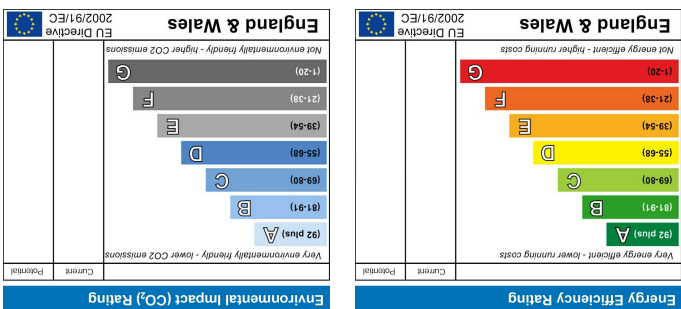 Energy Efficiency Rating
Current Potential
Very energy efficient - lower running costs
(92 plus) A
(81-91) B
(69-80) C
(55-68) D
(39-54) E
(21-38) F
(1-20) G
Not energy efficient - higher running costs
England & Wales
EU Directive
2002/91/EC
Environmental Impact (CO₂) Rating
Current Potential
Very environmentally friendly - lower CO2 emissions
(92 plus) A
(81-91) B
(69-80) C
(55-68) D
(39-54) E
(21-38) F
(1-20) G
Not environmentally friendly - higher CO2 emissions
England & Wales
EU Directive
2002/91/EC